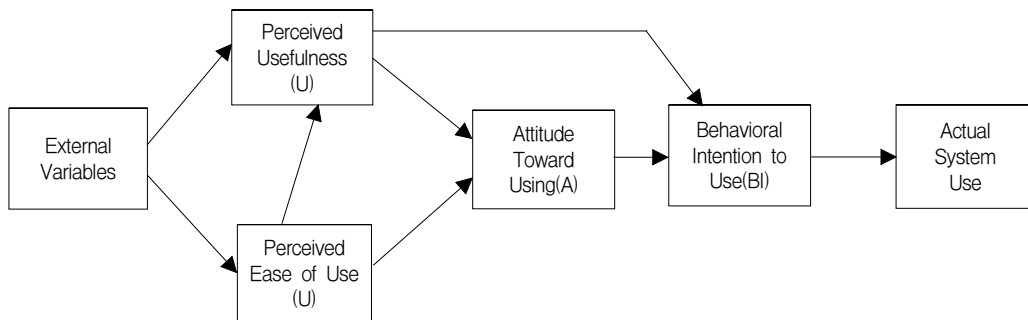 Perceived
Usefulness
(U)
External
Variables
Attitude
Toward
Using(A)
Behavioral
Intention to
Use(BI)
Actual
System
Use
Perceived
Ease of Use
(U)